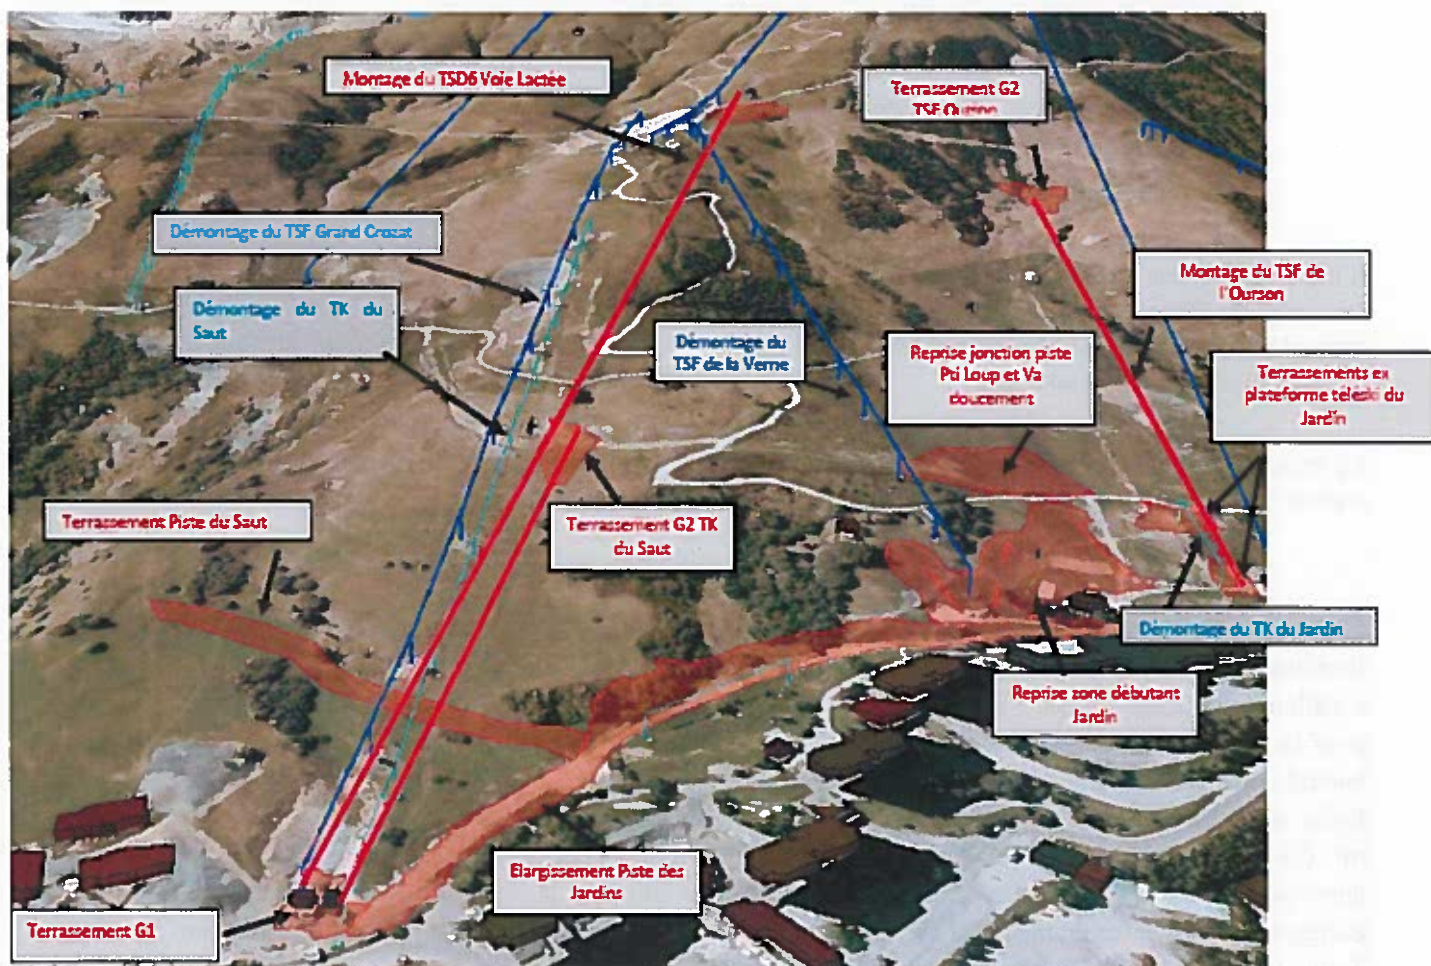 Montage du TSD6 Voie Lactée
Terrassement G2
TSF Ourson
Démontage du TSF Grand Crozat
Montage du TSF de
l'Ourson
Démontage du TK du
Saut
Démontage du
TSF de la Verne
Reprise jonction piste
Pti Loup et Va
doucement
Terrassements ex
plateforme téléski du
Jardin
Terrassement Piste du Saut
Terrassement G2 TK
du Saut
Démontage du TK du Jardin
Reprise zone débutant
Jardin
Elargissement Piste des
Jardins
Terrassement G1